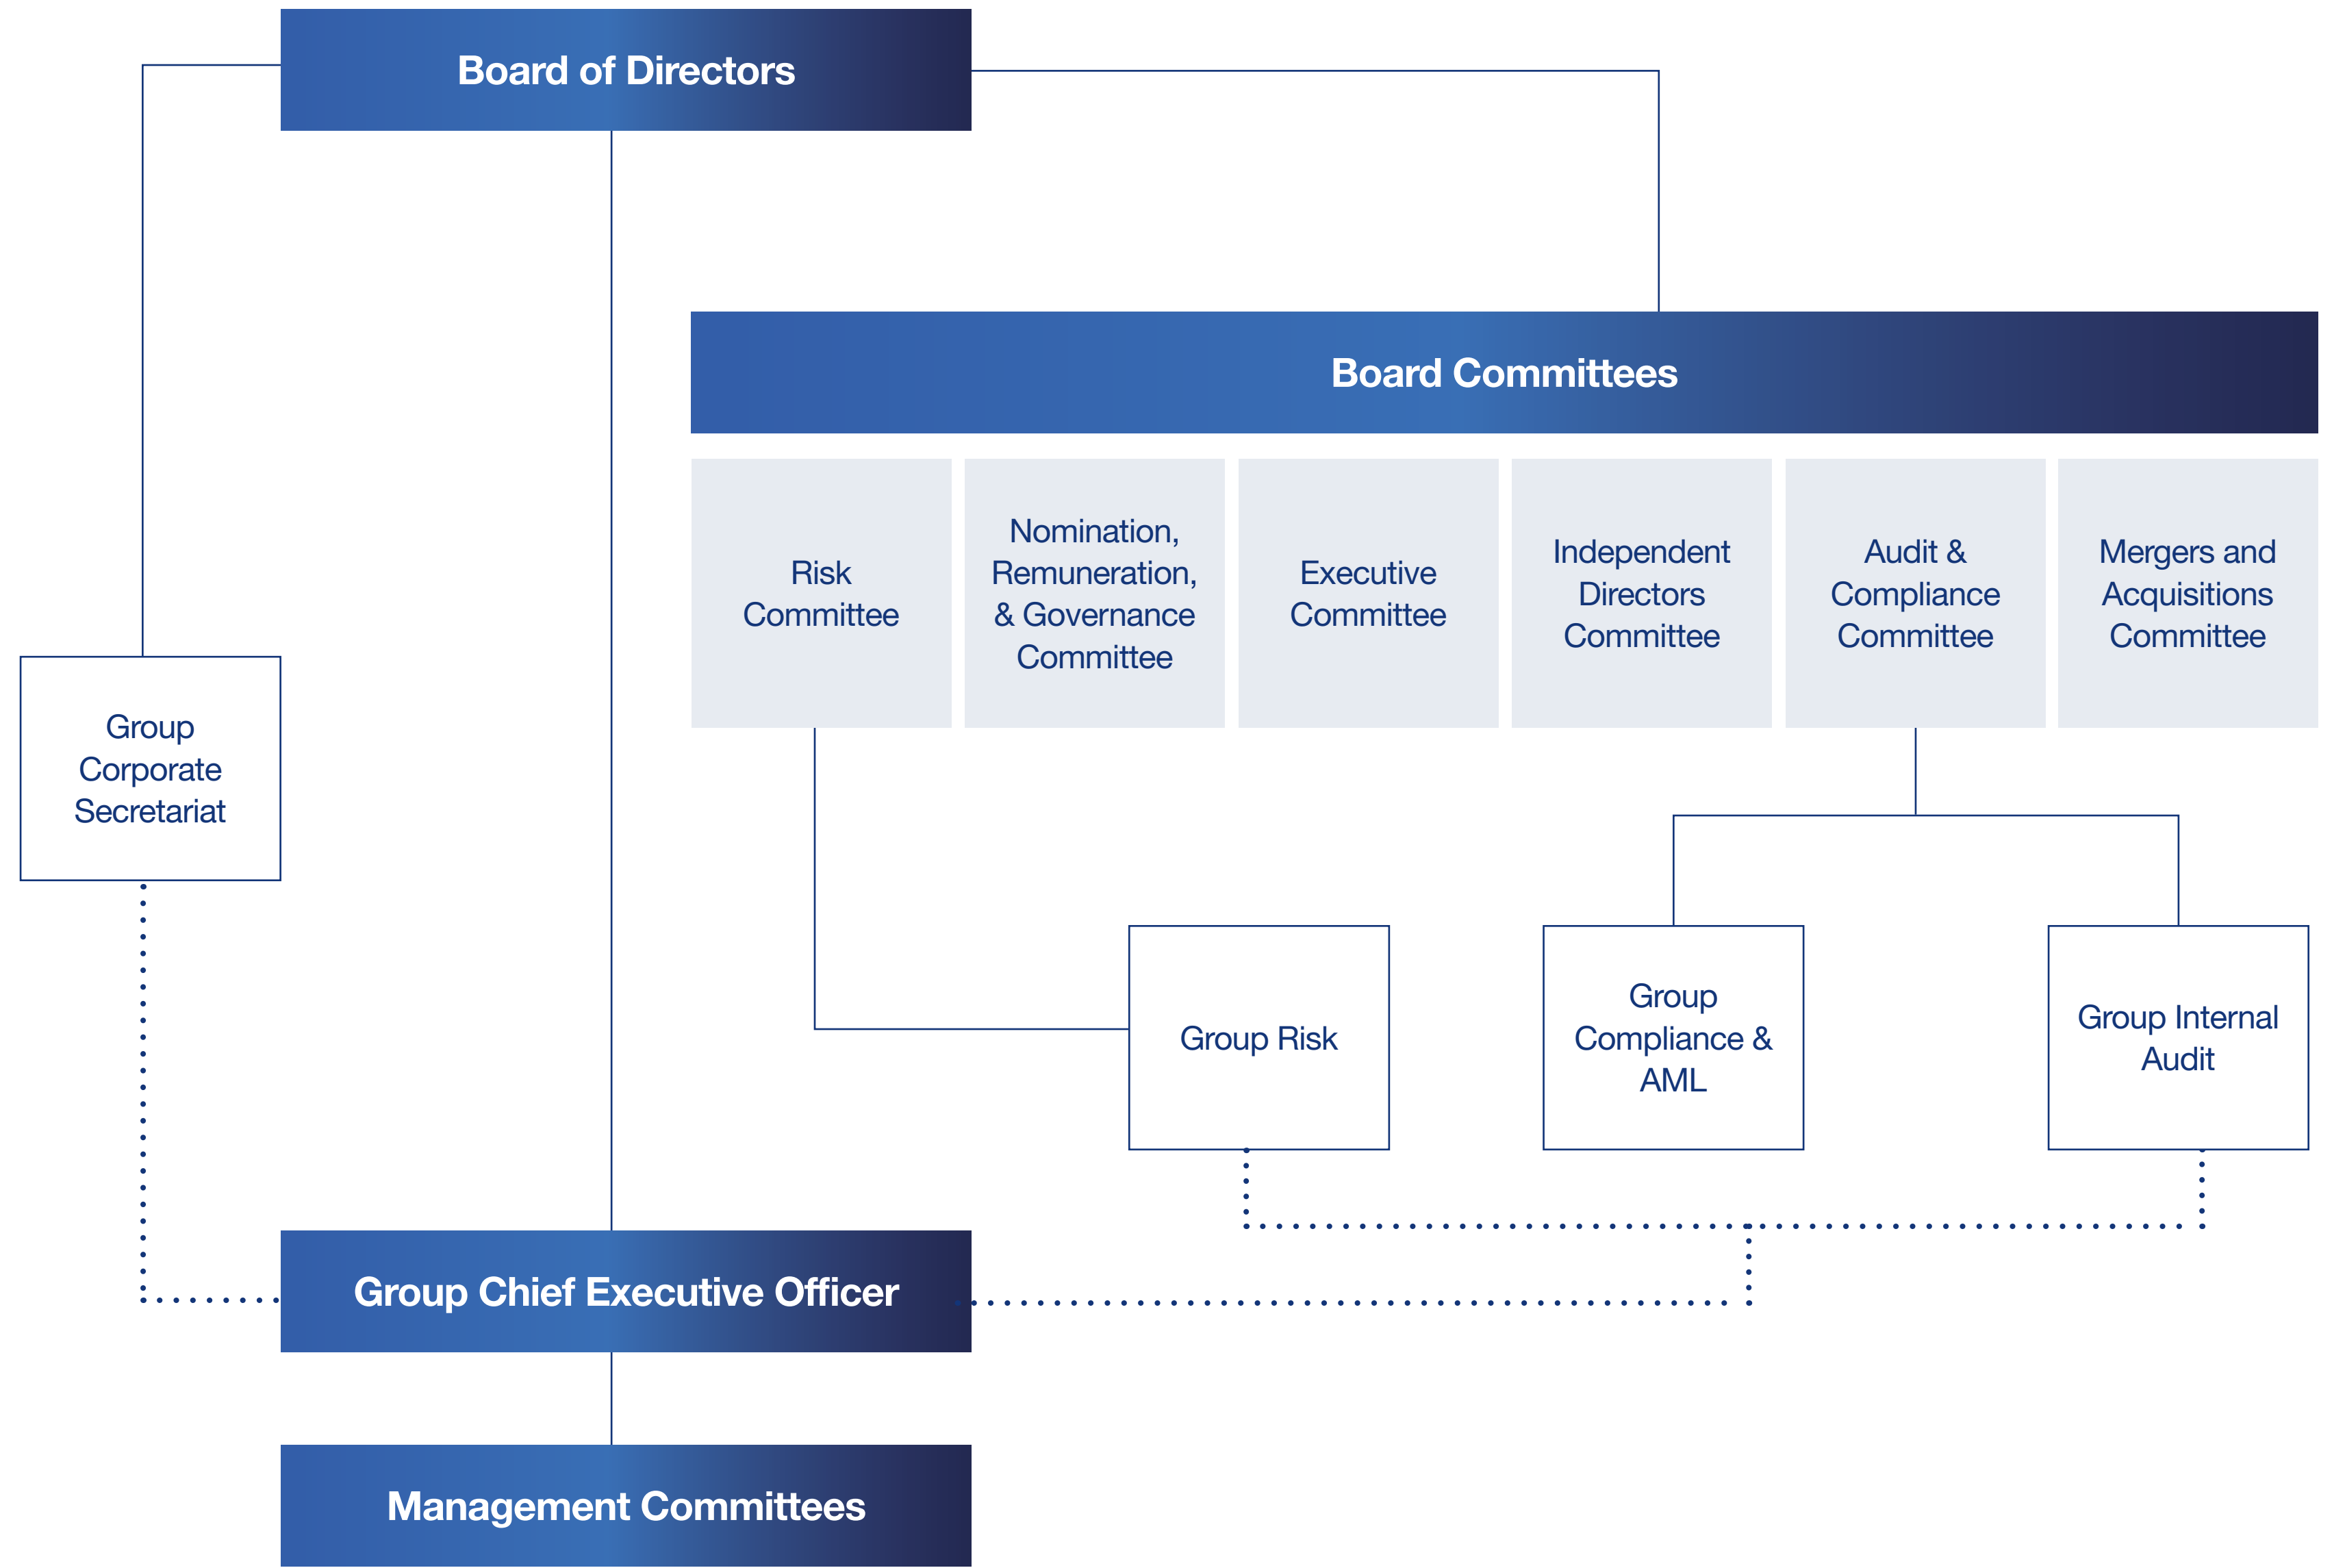 Board of Directors
Board Committees
Risk
Committee
Nomination,
Remuneration,
& Governance
Committee
Executive
Committee
Independent
Directors
Committee
Audit &
Compliance
Committee
Mergers and
Acquisitions
Committee
Group
Corporate
Secretariat
Group Risk
Group
Compliance &
AML
Group Internal
Audit
Group Chief Executive Officer
Management Committees